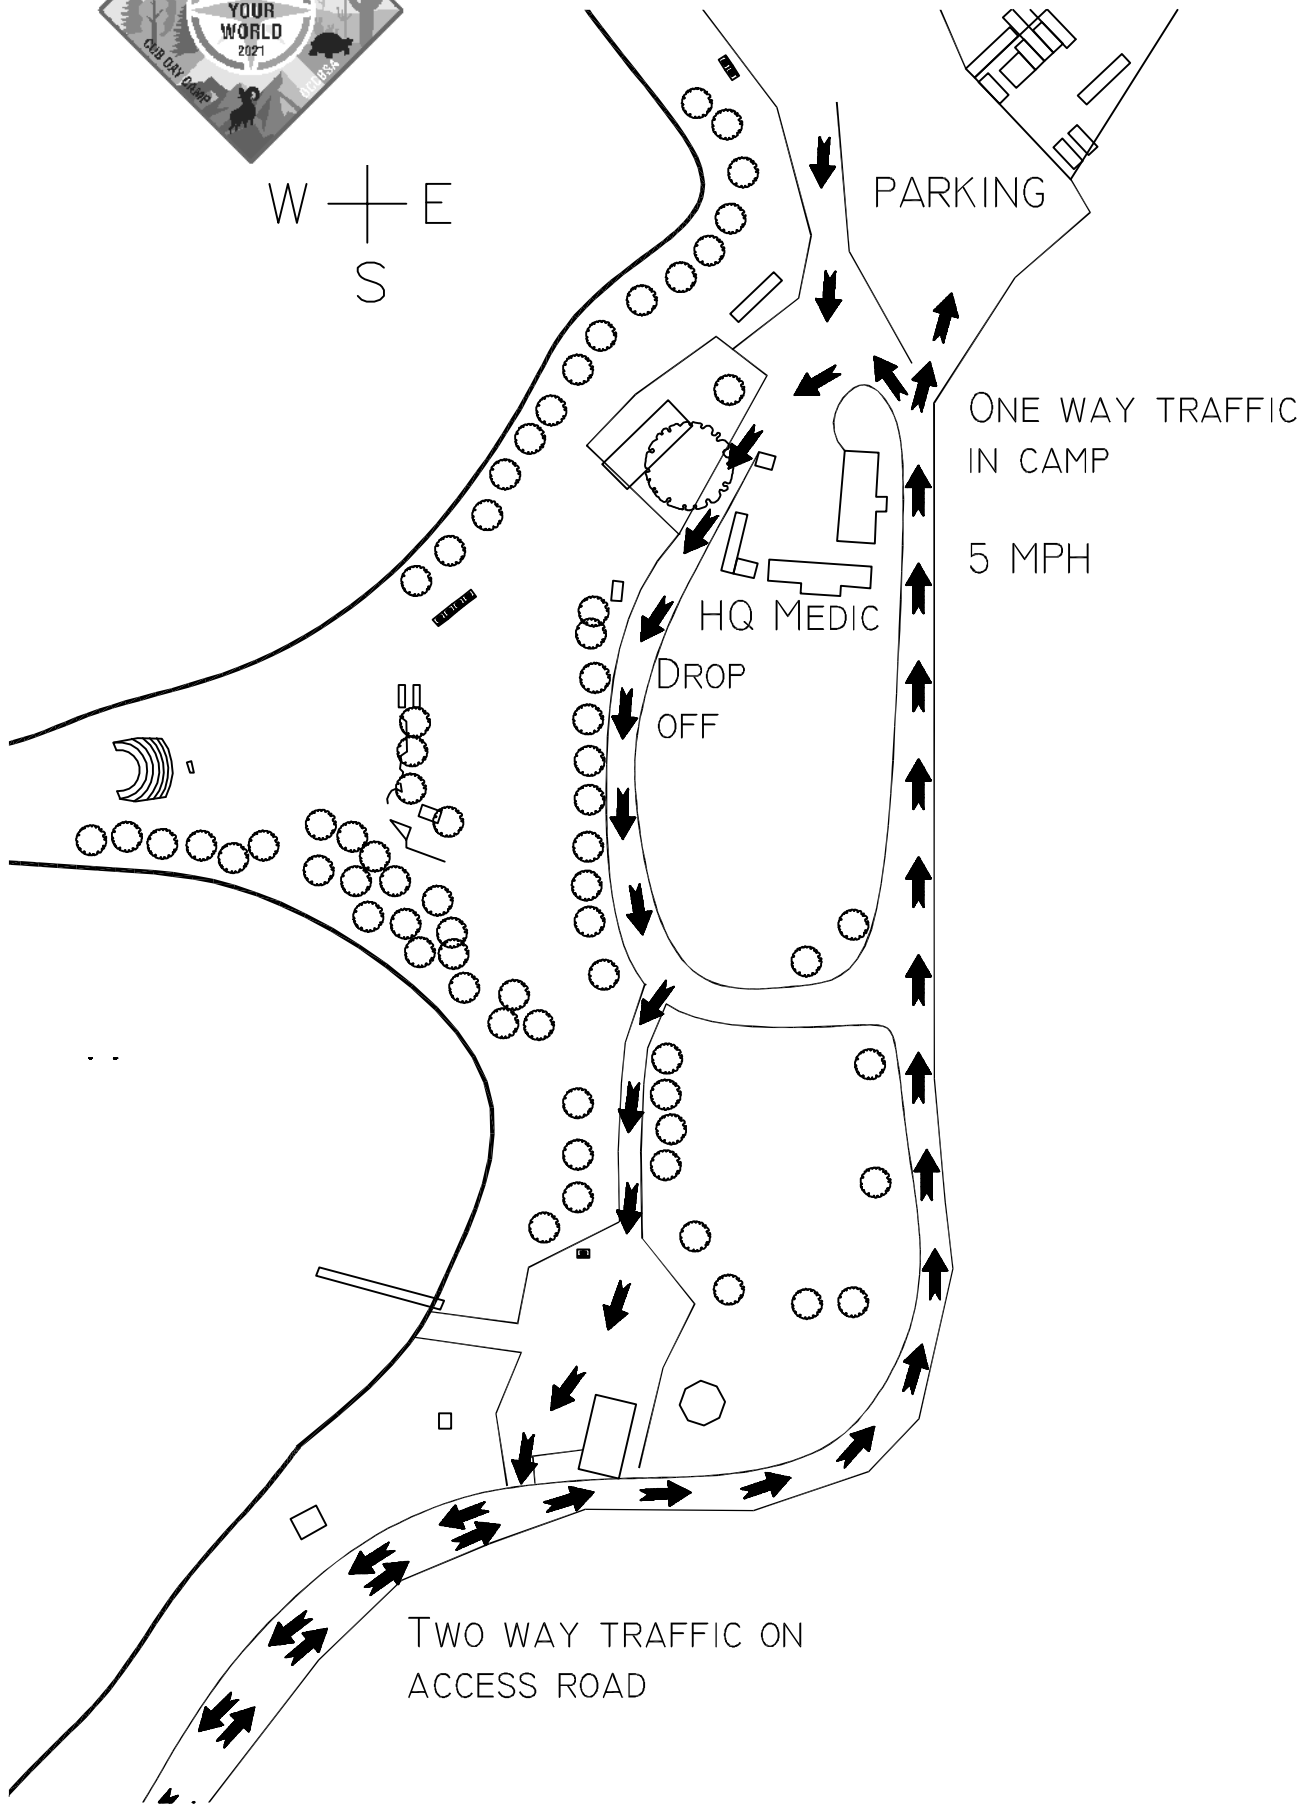 YOUR
WORLD
2021
CUB DAY CAMP
OCCBSA
W E
S
PARKING
ONE WAY TRAFFIC
IN CAMP
5 MPH
HQ MEDIC
DROP
OFF
TWO WAY TRAFFIC ON
ACCESS ROAD